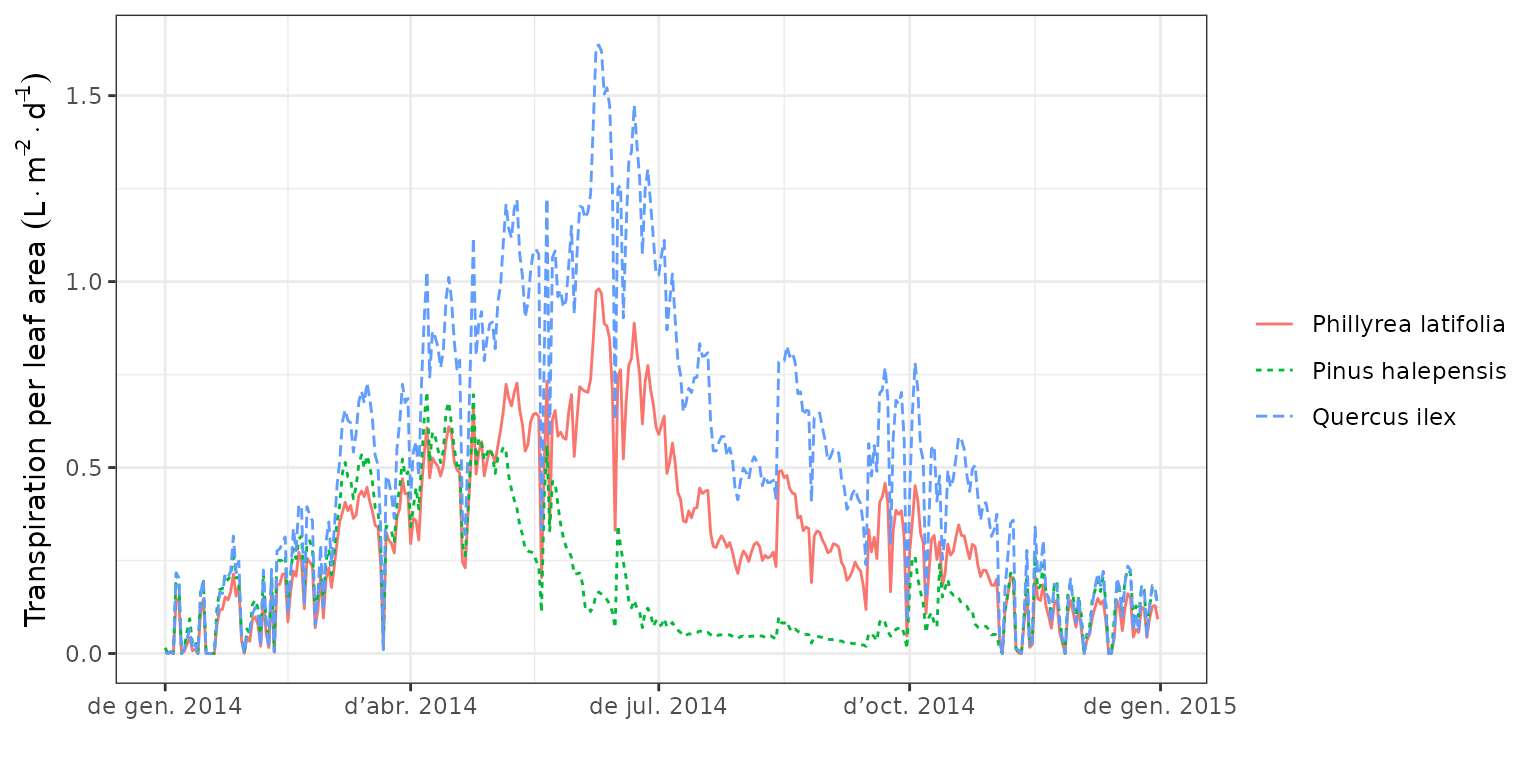 Transpiration per leaf area (L·m⁻²·d⁻¹)
1.5
1.0
0.5
0.0
de gen. 2014
d’abr. 2014
de jul. 2014
d’oct. 2014
de gen. 2015
Phillyrea latifolia
Pinus halepensis
Quercus ilex